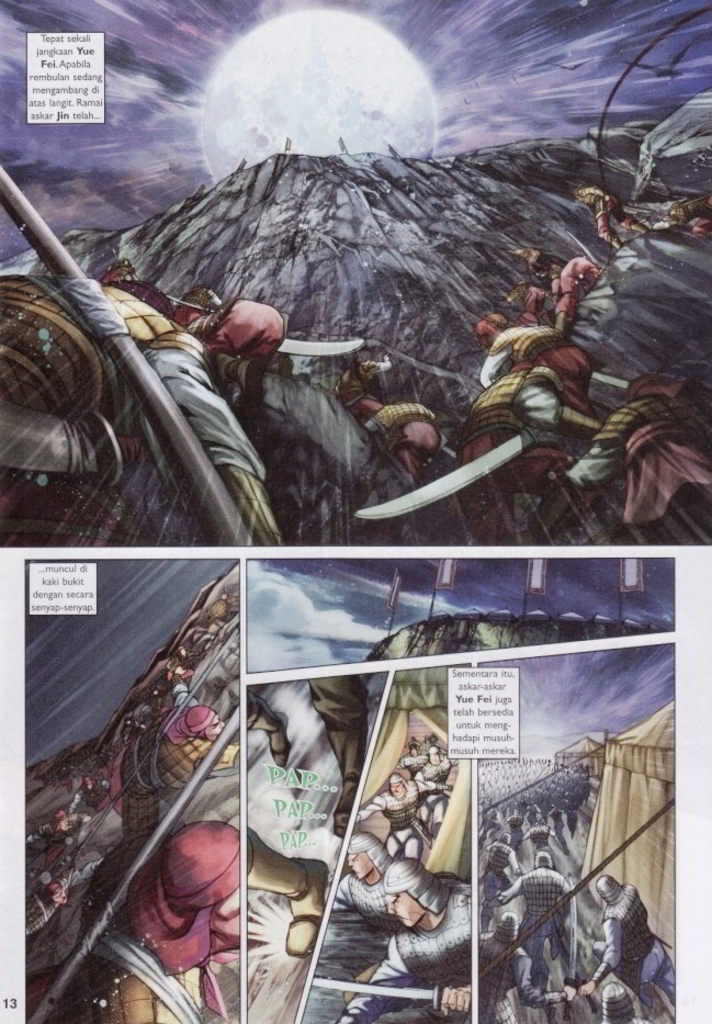 Tepat sekali
jangkaan Yue
Fei. Apabila
rembulan sedang
mengambang di
atas langit. Ramai
askar Jin telah...
...muncul di
kaki bukit
dengan secara
senyap-senyap.
Sementara itu,
askar-askar
Yue Fei juga
telah bersedia
untuk meng-
hadapi musuh-
musuh mereka.
PAP...
PAP...
PAP...
13